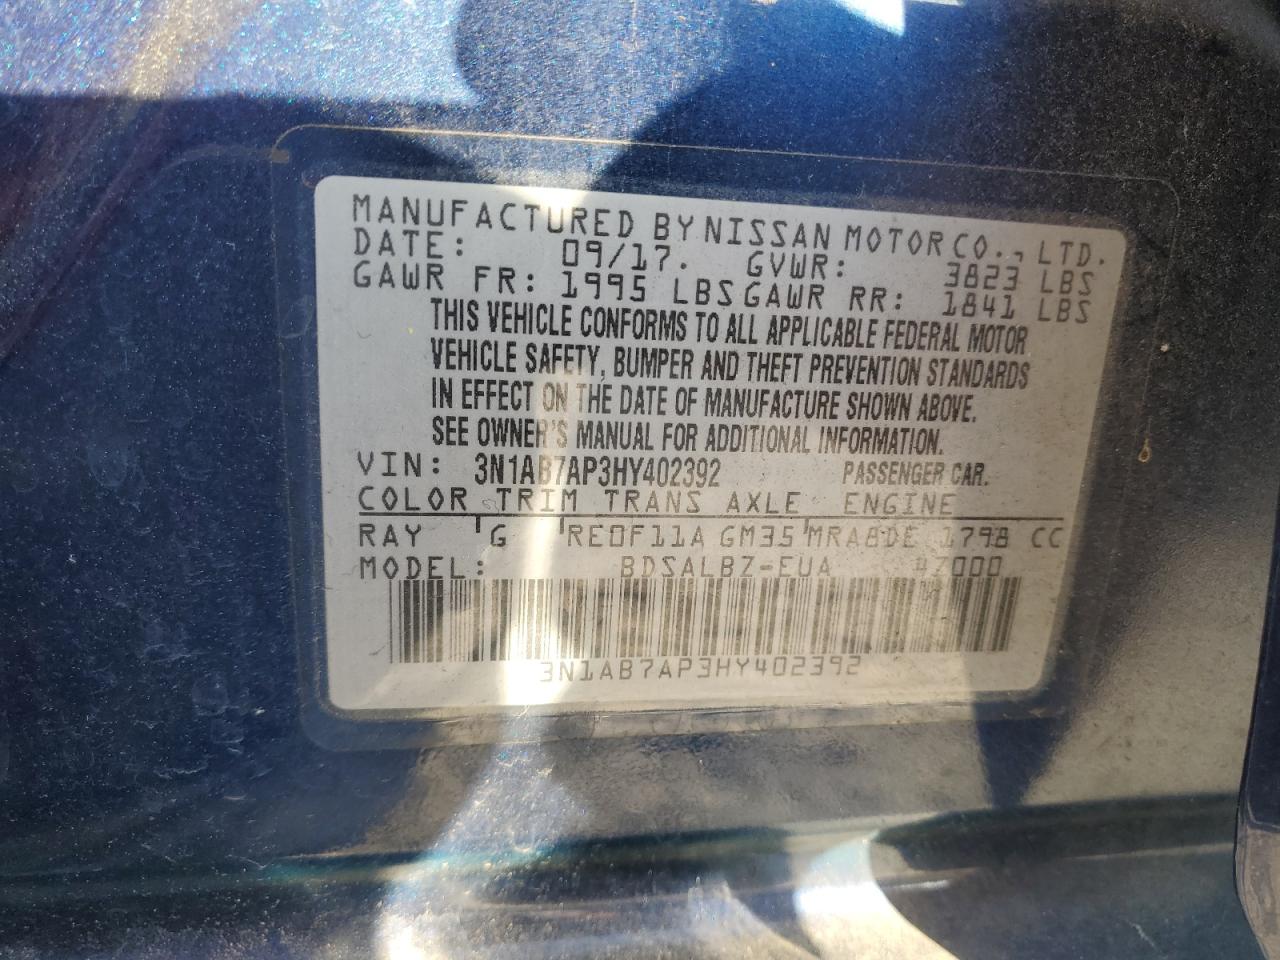 MANUFACTURED BY NISSAN MOTOR CO., LTD.
DATE: 09/17. GVWR: 3823 LBS
GAWR FR: 1995 LBS GAWR RR: 1841 LBS
THIS VEHICLE CONFORMS TO ALL APPLICABLE FEDERAL MOTOR
VEHICLE SAFETY, BUMPER AND THEFT PREVENTION STANDARDS
IN EFFECT ON THE DATE OF MANUFACTURE SHOWN ABOVE.
SEE OWNER'S MANUAL FOR ADDITIONAL INFORMATION.
VIN: 3N1AB7AP3HY402392 PASSENGER CAR.
COLOR TRIM TRANS AXLE ENGINE
RAY G RE0F11A GM35 MRA8DE 1798 CC
MODEL: BDSALBZ-EUA 4Z000
3N1AB7AP3HY402392